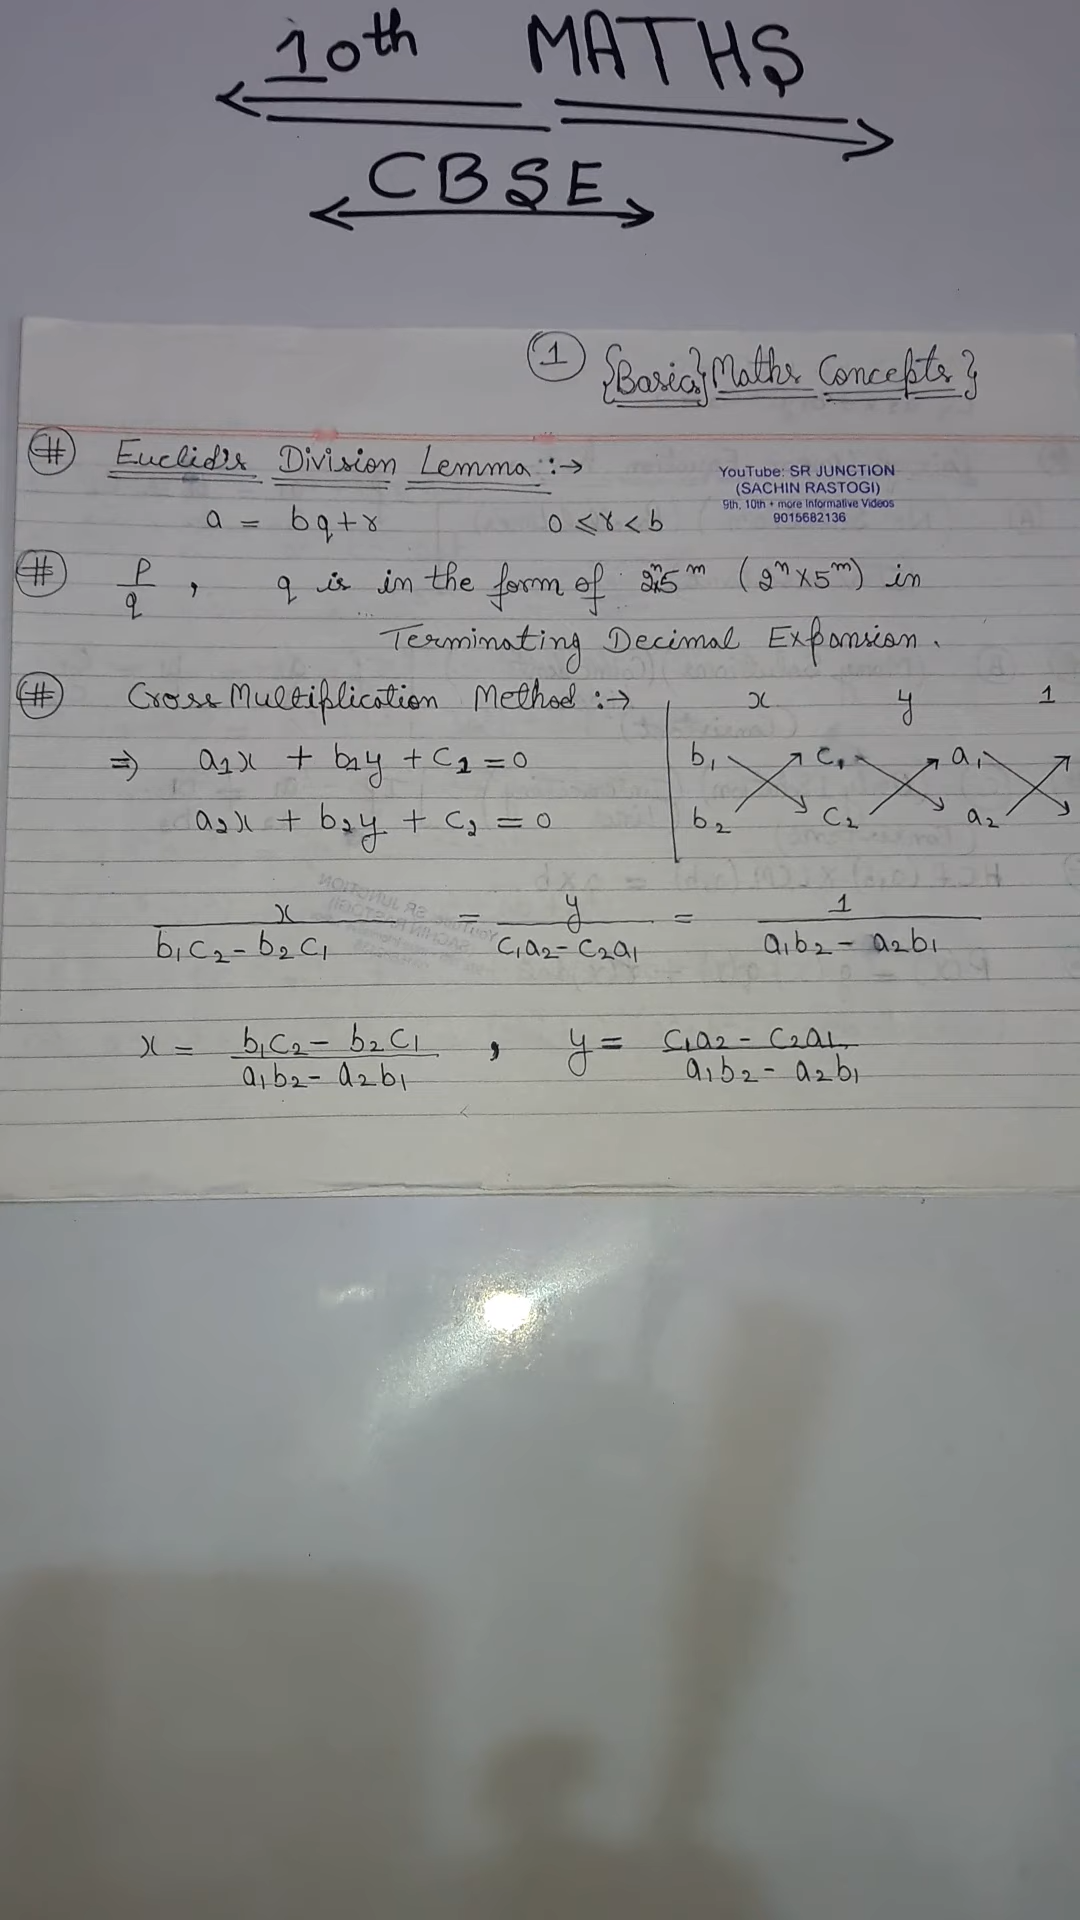 10th MATHS
CBSE
1 {Basics} Maths Concepts}
# Euclid's Division Lemma :→
YouTube: SR JUNCTION
(SACHIN RASTOGI)
9th, 10th + more Informative Videos
9015682136
a = bq + r 0 ≤ r < b
# p/q , q is in the form of 2ⁿ5ᵐ (2ⁿ × 5ᵐ) in
Terminating Decimal Expansion.
# Cross Multiplication Method :→ x y 1
⇒ a₁x + b₁y + c₁ = 0 b₁ c₁ a₁
a₂x + b₂y + c₂ = 0 b₂ c₂ a₂
x/(b₁c₂ - b₂c₁) = y/(c₁a₂ - c₂a₁) = 1/(a₁b₂ - a₂b₁)
x = (b₁c₂ - b₂c₁)/(a₁b₂ - a₂b₁) , y = (c₁a₂ - c₂a₁)/(a₁b₂ - a₂b₁)